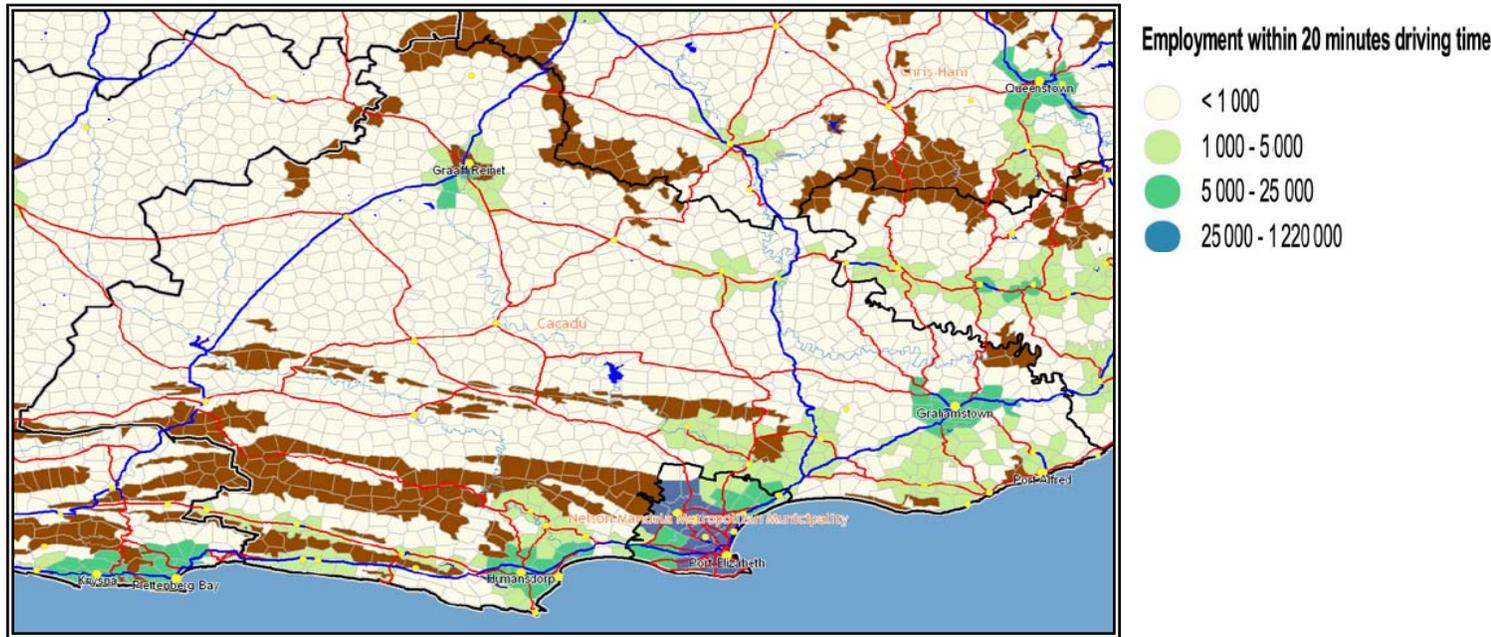 Employment within 20 minutes driving time
< 1 000
1 000 - 5 000
5 000 - 25 000
25 000 - 1 220 000
Chris Hani
Queenstown
Graaff Reinet
Cacadu
Grahamstown
Port Alfred
Nelson Mandela Metropolitan Municipality
Port Elizabeth
Humansdorp
Knysna
Plettenberg Bay